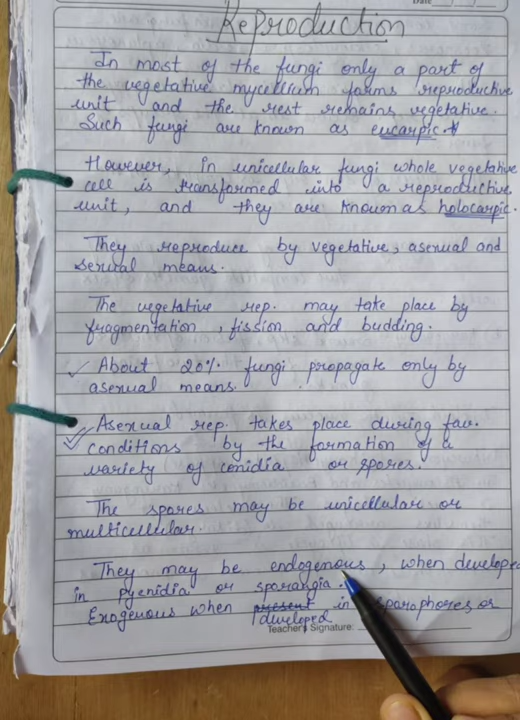 Date
Reproduction
In most of the fungi only a part of
the vegetative mycellium forms reproductive
unit and the rest remains vegetative.
Such fungi are known as eucarpic.
However, in unicellular fungi whole vegetative
cell is transformed into a reproductive
unit, and they are known as holocarpic.
They reproduce by vegetative, asexual and
sexual means.
The vegetative rep. may take place by
fragmentation, fission and budding.
About 20% fungi propagate only by
asexual means.
Asexual rep. takes place during fav.
conditions by the formation of a
variety of conidia or spores.
The spores may be unicellular or
multicellular.
They may be endogenous, when develope
in pycnidia or sporangia.
Exogenous when present in sporophores or
developed
Teacher's Signature: